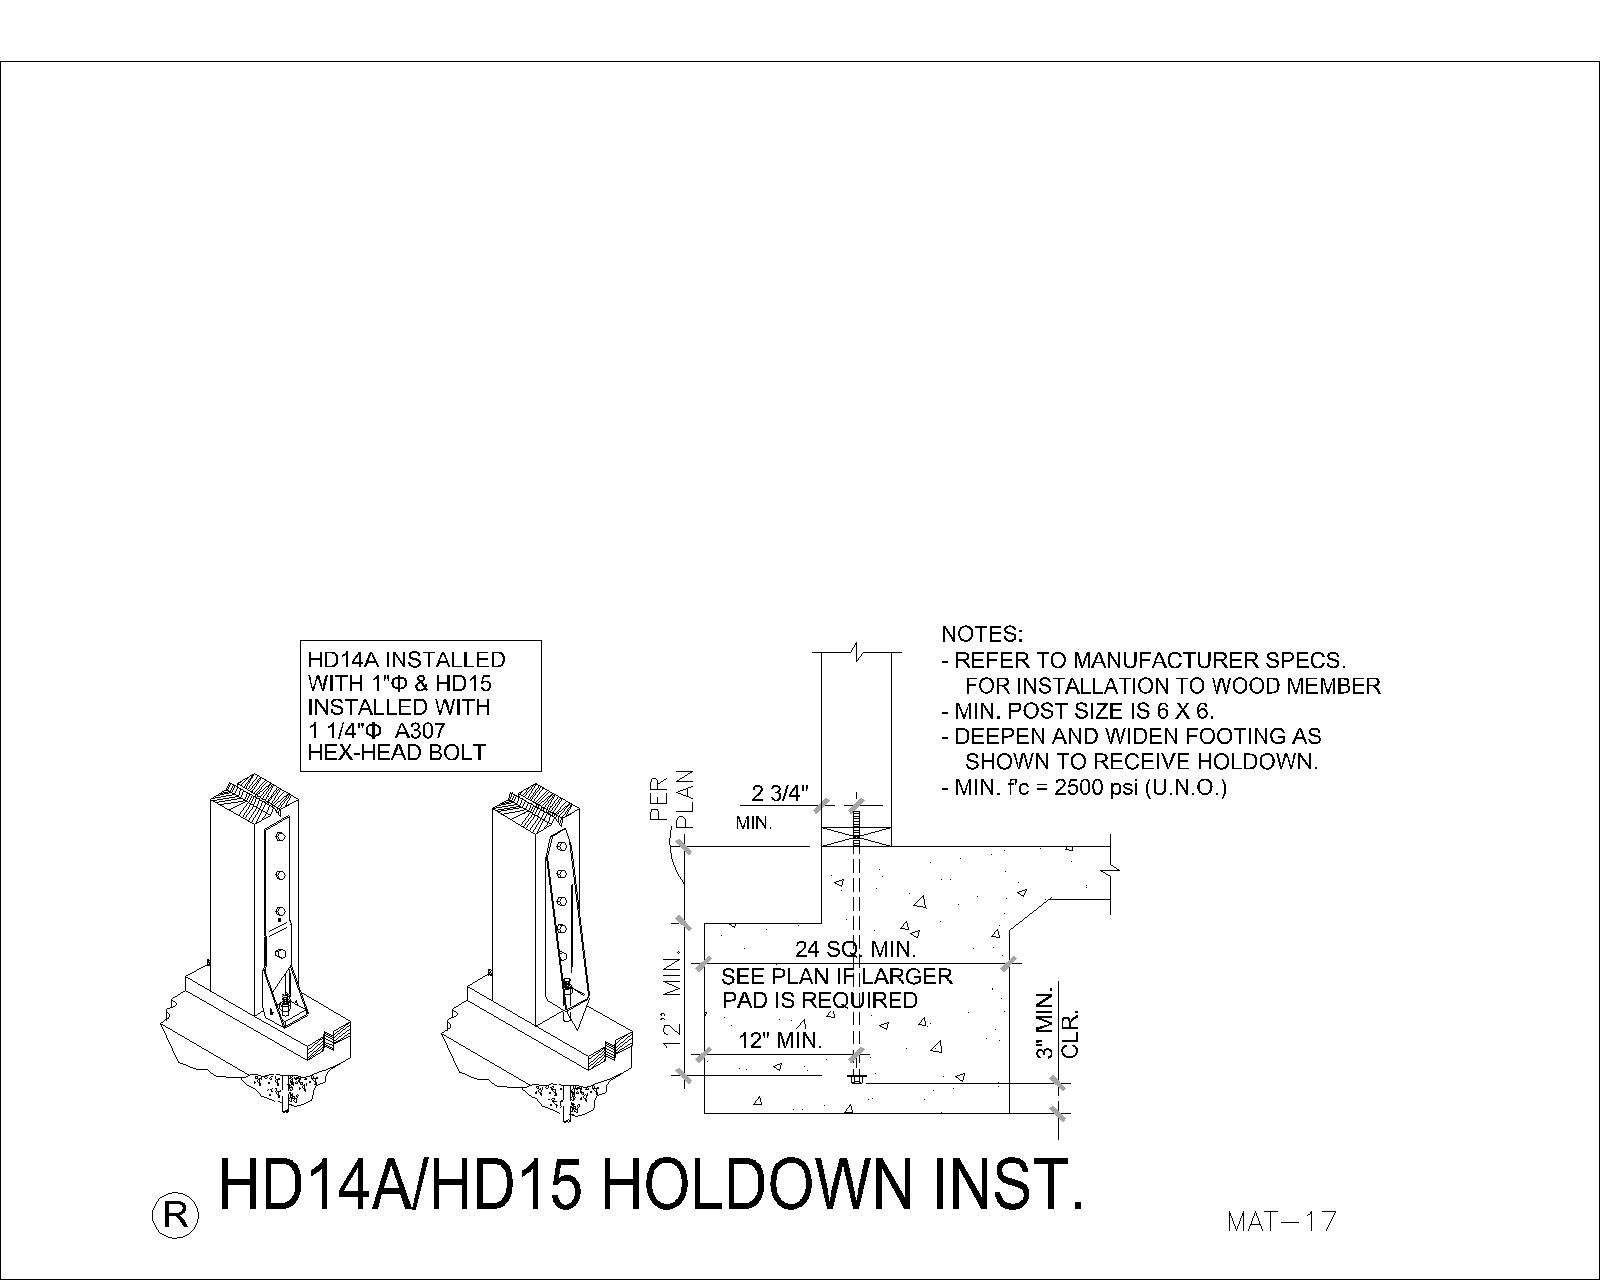 NOTES:
- REFER TO MANUFACTURER SPECS.
FOR INSTALLATION TO WOOD MEMBER
- MIN. POST SIZE IS 6 X 6.
- DEEPEN AND WIDEN FOOTING AS
SHOWN TO RECEIVE HOLDOWN.
- MIN. f'c = 2500 psi (U.N.O.)
HD14A INSTALLED
WITH 1"Φ & HD15
INSTALLED WITH
1 1/4"Φ A307
HEX-HEAD BOLT
PER
PLAN
2 3/4"
MIN.
12" MIN.
24 SQ. MIN.
SEE PLAN IF LARGER
PAD IS REQUIRED
12" MIN.
3" MIN.
CLR.
HD14A/HD15 HOLDOWN INST.
R
MAT-17